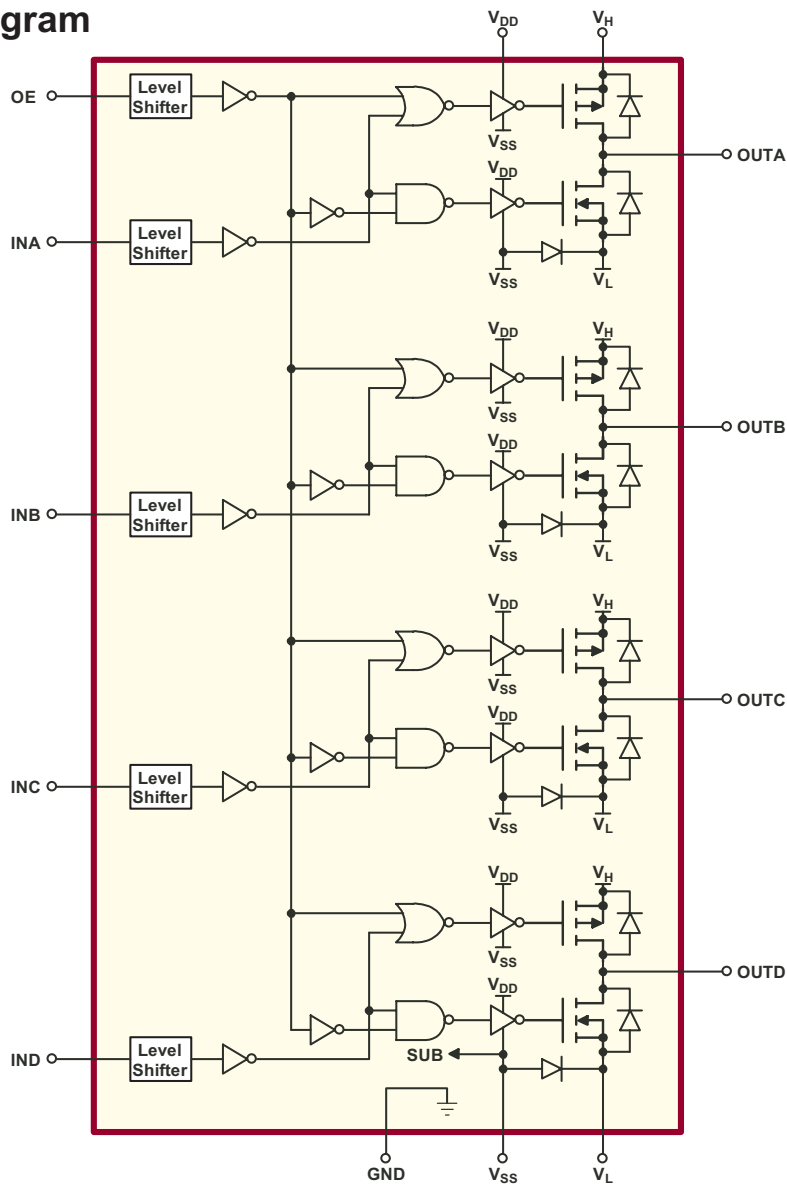 gram
VDD
VH
OE
Level
Shifter
VSS
OUTA
VDD
INA
Level
Shifter
VSS
VL
VDD
VH
VSS
OUTB
VDD
INB
Level
Shifter
VSS
VL
VDD
VH
VSS
OUTC
VDD
INC
Level
Shifter
VSS
VL
VDD
VH
VSS
OUTD
VDD
IND
Level
Shifter
SUB
GND
VSS
VL